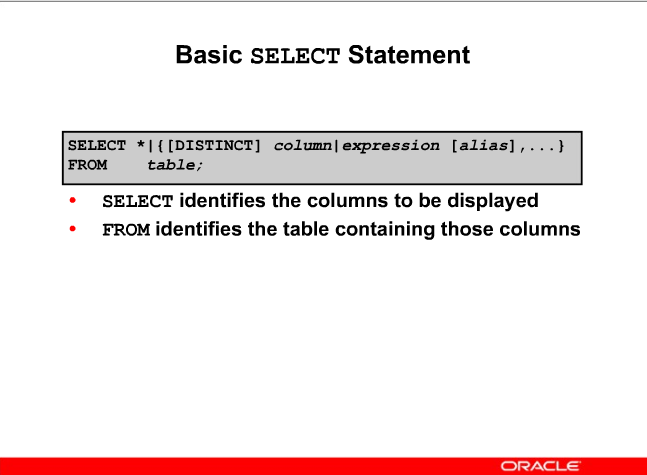 Basic SELECT Statement
SELECT *|{[DISTINCT] column|expression [alias],...}
FROM table;
• SELECT identifies the columns to be displayed
• FROM identifies the table containing those columns
ORACLE